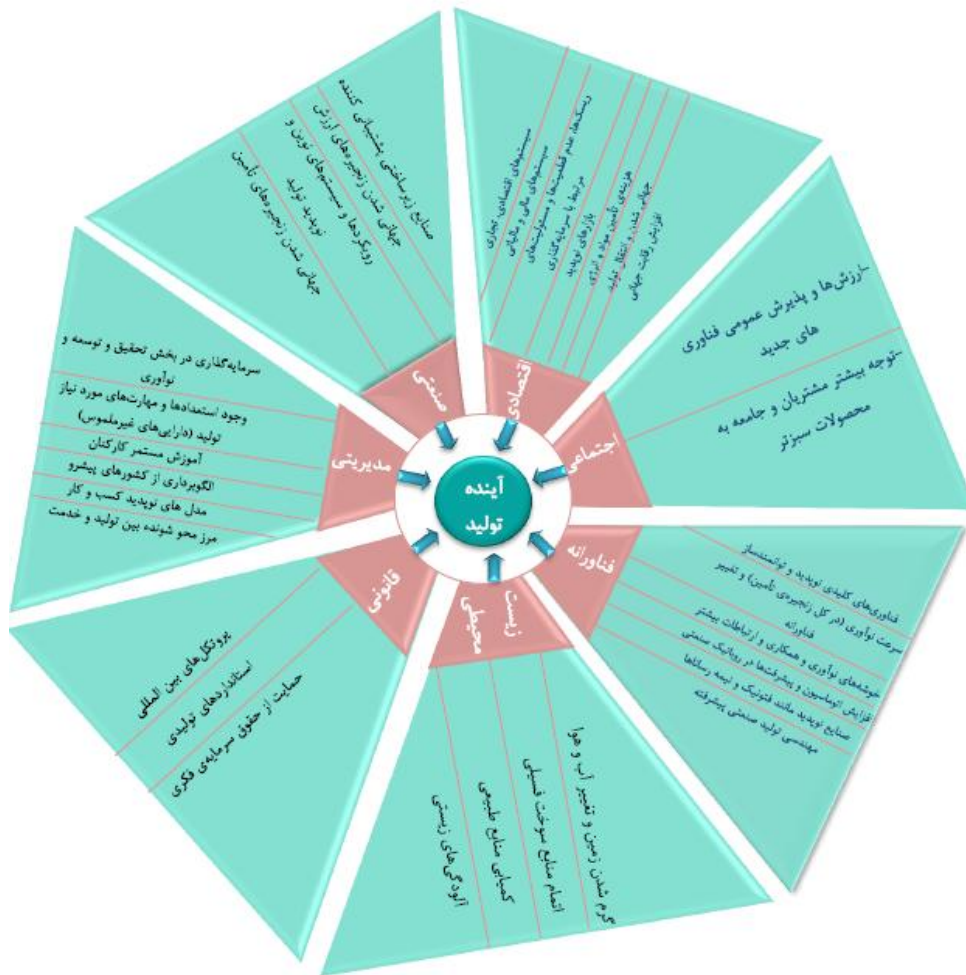 آینده
تولید
اقتصادی
سیستم‌های اقتصادی، تجاری
سیستم‌های مالی و مالیاتی
ریسک‌ها، عدم قطعیت‌ها و مسئولیت‌های
مرتبط با سرمایه‌گذاری
بازارهای نوپدید
هزینه‌ی تأمین مواد و انرژی
جهانی شدن و انتقال تولید
افزایش رقابت جهانی
اجتماعی
-ارزش‌ها و پذیرش عمومی فناوری
های جدید
-توجه بیشتر مشتریان و جامعه به
محصولات سبزتر
فناورانه
فناوری‌های کلیدی نوپدید و توانمندساز
سرعت نوآوری (در کل زنجیره‌ی تأمین) و تغییر
فناورانه
خوشه‌های نوآوری و همکاری و ارتباطات بیشتر
افزایش اتوماسیون و پیشرفت‌ها در روباتیک صنعتی
صنایع نوپدید مانند فتونیک و نیمه رساناها
مهندسی تولید صنعتی پیشرفته
زیست
محیطی
گرم شدن زمین و تغییر آب و هوا
اتمام منابع سوخت فسیلی
کمیابی منابع طبیعی
آلودگی‌های زیستی
قانونی
پروتکل‌های بین المللی
استانداردهای تولیدی
حمایت از حقوق سرمایه‌ی فکری
مدیریتی
سرمایه‌گذاری در بخش تحقیق و توسعه و
نوآوری
وجود استعدادها و مهارت‌های مورد نیاز
تولید (دارایی‌های غیرملموس)
آموزش مستمر کارکنان
الگوبرداری از کشورهای پیشرو
مدل های نوپدید کسب و کار
مرز محو شونده بین تولید و خدمت
صنعتی
صنایع زیرساختی پشتیبانی کننده
جهانی شدن زنجیره‌های ارزش
رویکردها و سیستم‌های نوین و
نوپدید تولید
جهانی شدن زنجیره‌های تأمین